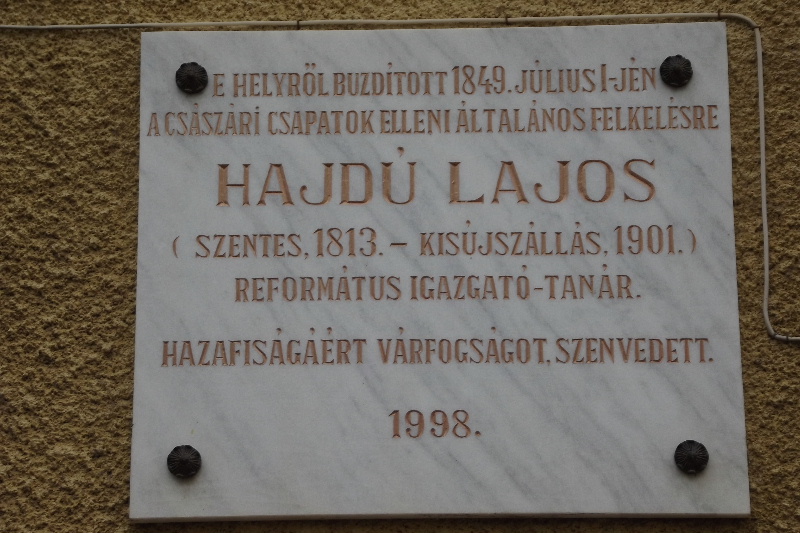 E HELYRŐL BUZDÍTOTT 1849. JÚLIUS 1-JÉN
A CSÁSZÁRI CSAPATOK ELLENI ÁLTALÁNOS FELKELÉSRE
HAJDÚ LAJOS
( SZENTES, 1813. – KISÚJSZÁLLÁS, 1901. )
REFORMÁTUS IGAZGATÓ-TANÁR.
HAZAFISÁGÁÉRT VÁRFOGSÁGOT, SZENVEDETT.
1998.